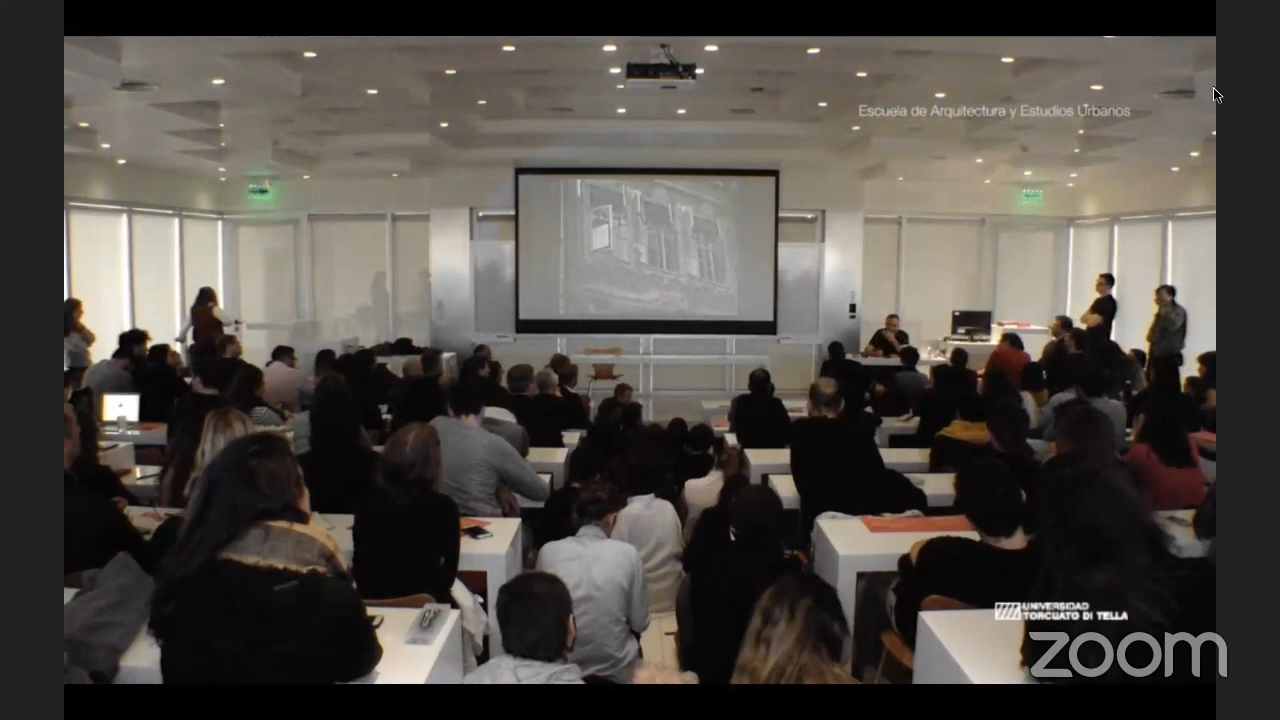 Escuela de Arquitectura y Estudios Urbanos
UNIVERSIDAD
TORCUATO DI TELLA
zoom